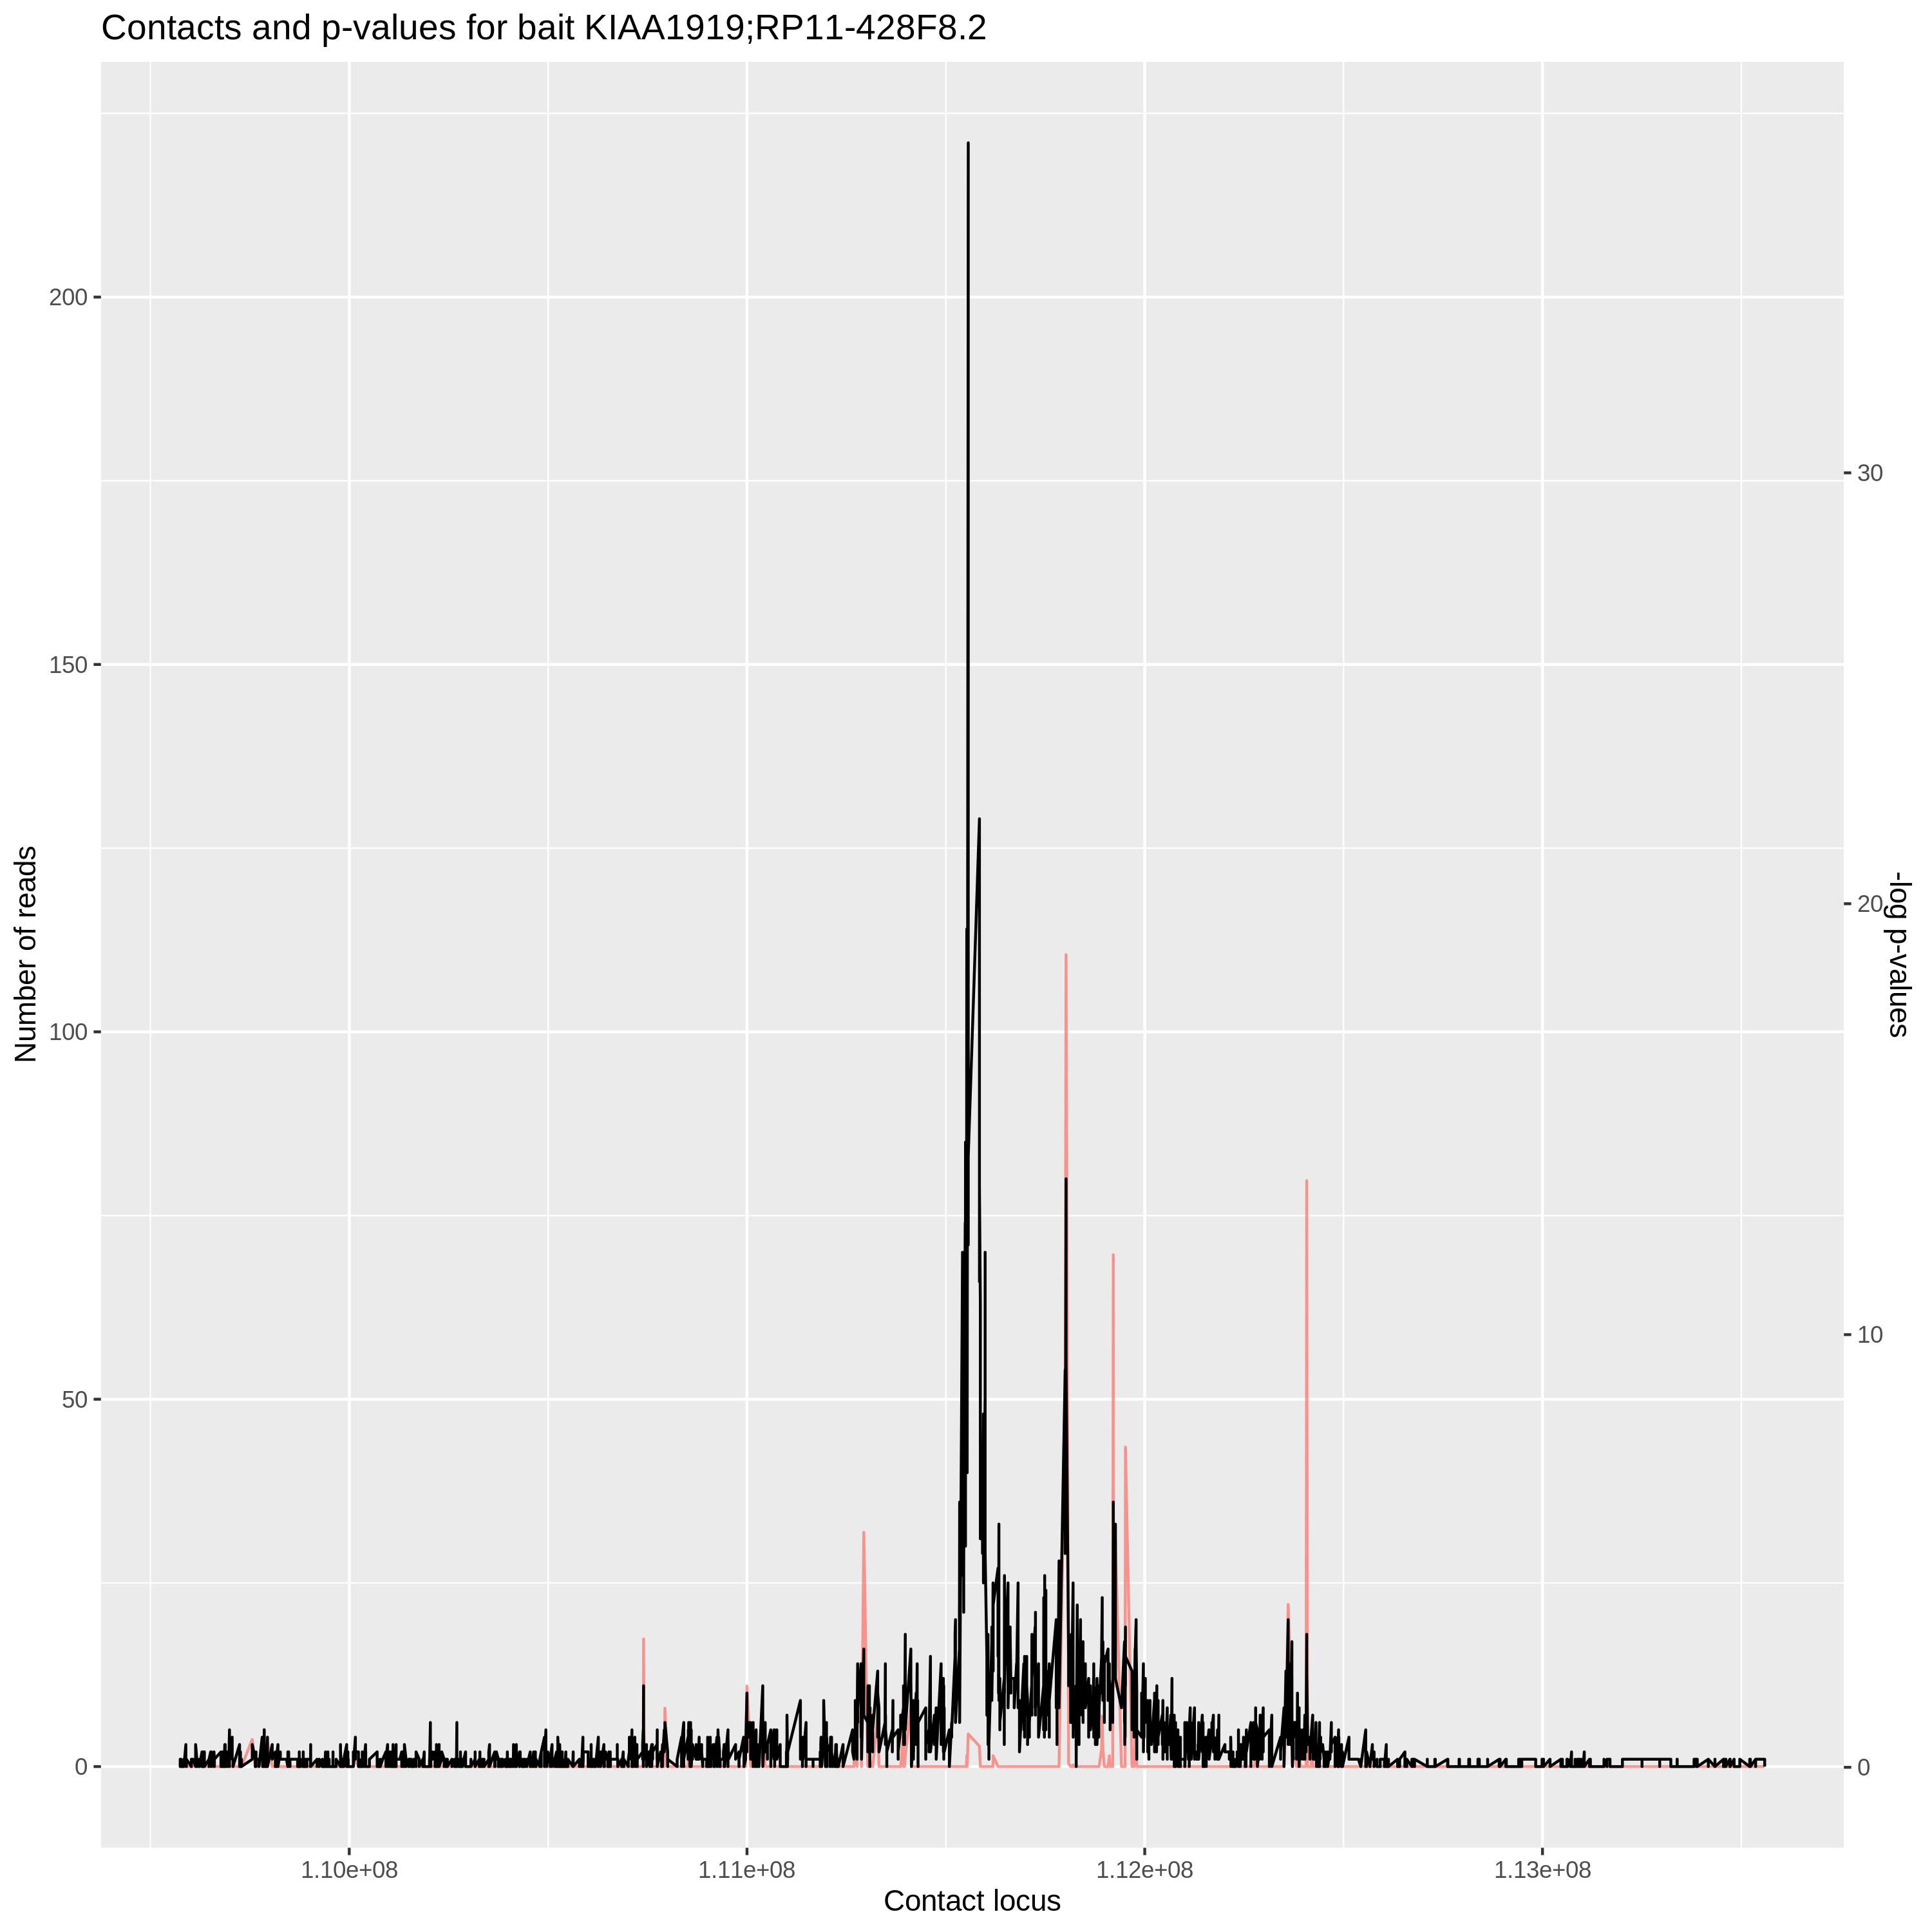 Contacts and p-values for bait KIAA1919;RP11-428F8.2
200
150
100
50
0
Number of reads
30
20
10
0
-log p-values
1.10e+08
1.11e+08
1.12e+08
1.13e+08
Contact locus